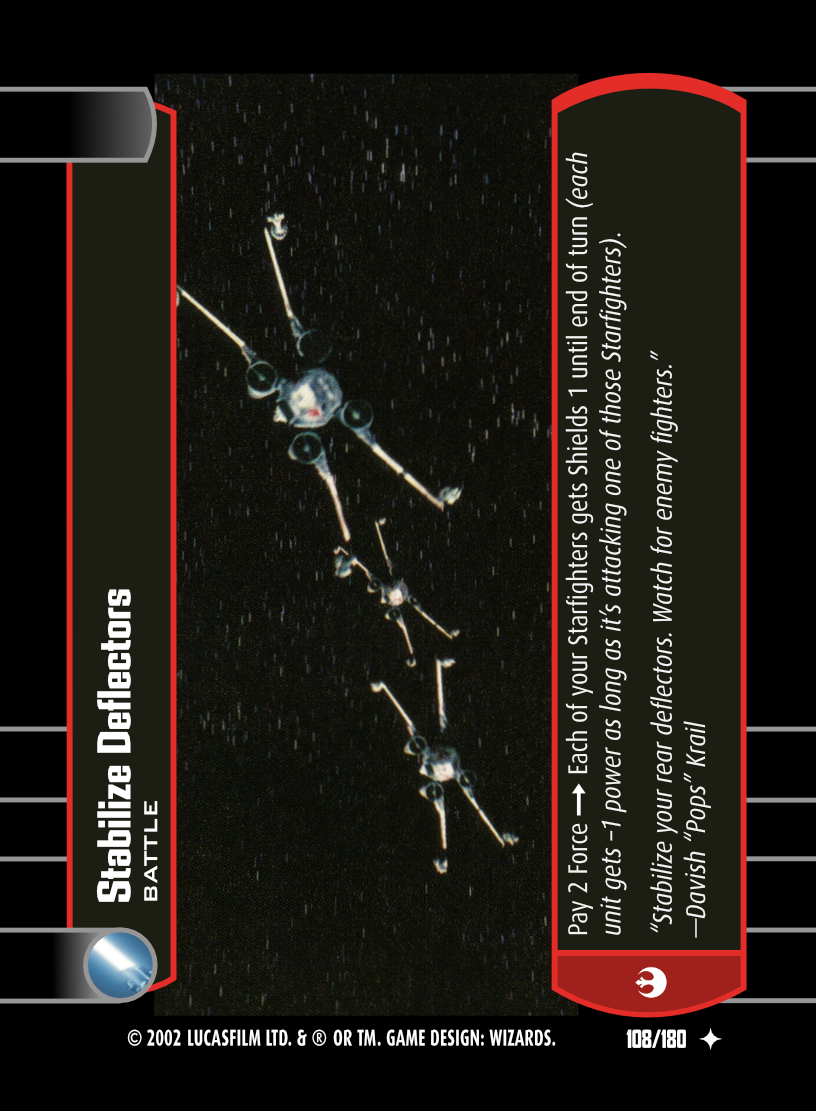 Stabilize Deflectors
BATTLE
Pay 2 Force → Each of your Starfighters gets Shields 1 until end of turn (each
unit gets –1 power as long as it's attacking one of those Starfighters).
“Stabilize your rear deflectors. Watch for enemy fighters.”
—Davish “Pops” Krail
© 2002 LUCASFILM LTD. & ® OR TM. GAME DESIGN: WIZARDS.
108/180